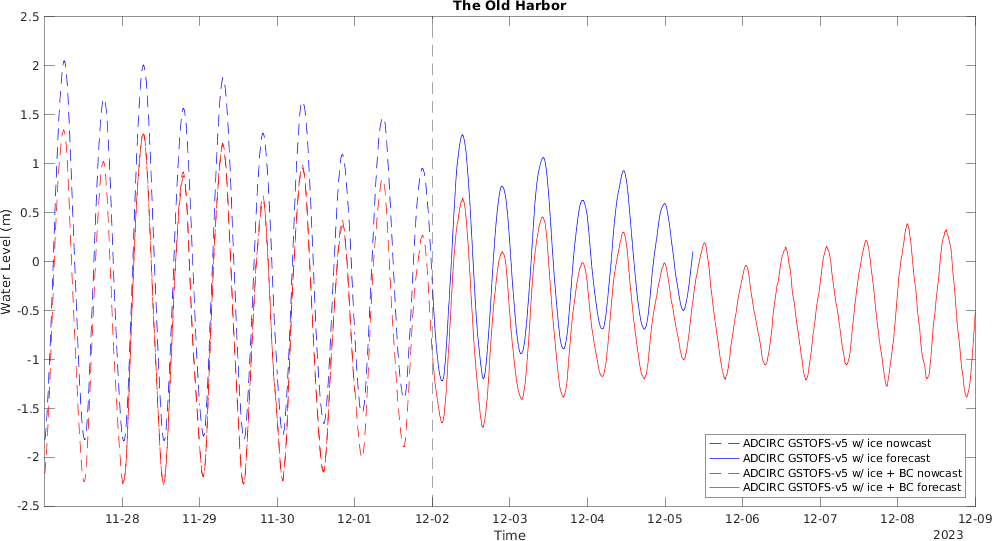 The Old Harbor
2.5
2
1.5
1
0.5
0
-0.5
-1
-1.5
-2
-2.5
Water Level (m)
ADCIRC GSTOFS-v5 w/ ice nowcast
ADCIRC GSTOFS-v5 w/ ice forecast
ADCIRC GSTOFS-v5 w/ ice + BC nowcast
ADCIRC GSTOFS-v5 w/ ice + BC forecast
11-28 11-29 11-30 12-01 12-02 12-03 12-04 12-05 12-06 12-07 12-08 12-09
Time
2023